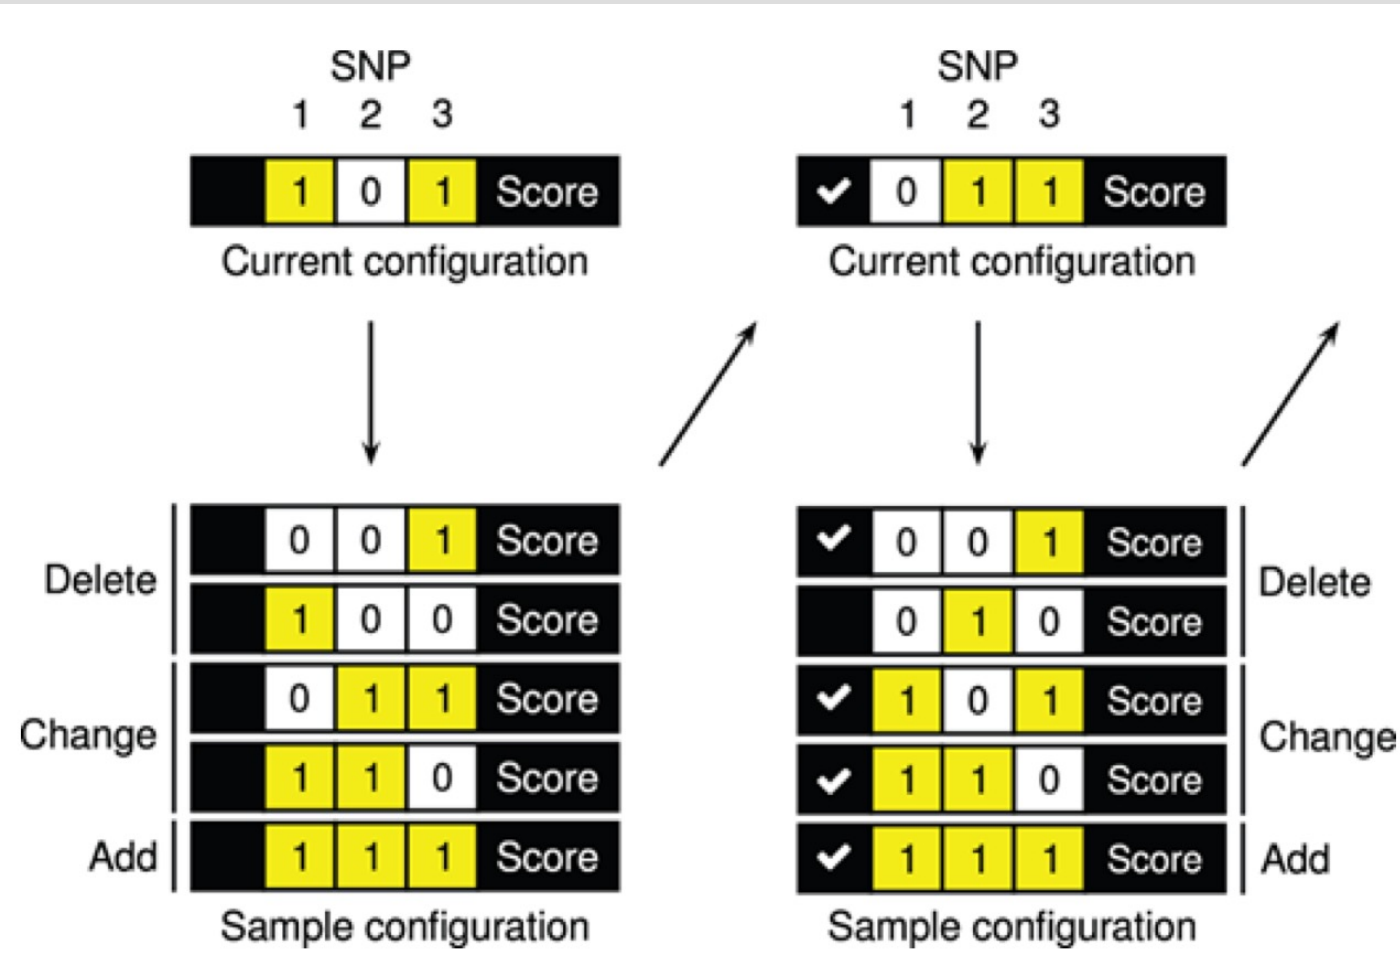 SNP
1 2 3
1 0 1 Score
Current configuration
Delete
0 0 1 Score
1 0 0 Score
Change
0 1 1 Score
1 1 0 Score
Add
1 1 1 Score
Sample configuration
SNP
1 2 3
✓ 0 1 1 Score
Current configuration
✓ 0 0 1 Score
0 1 0 Score
Delete
✓ 1 0 1 Score
✓ 1 1 0 Score
Change
✓ 1 1 1 Score
Add
Sample configuration